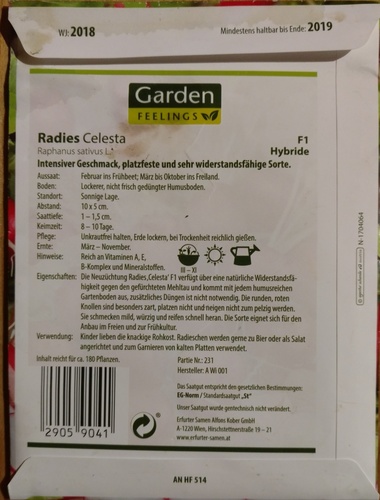 WJ: 2018
Mindestens haltbar bis Ende: 2019
Garden
FEELINGS
Radies Celesta F1
Raphanus sativus L. Hybride
Intensiver Geschmack, platzfeste und sehr widerstandsfähige Sorte.
Aussaat: Februar ins Frühbeet; März bis Oktober ins Freiland.
Boden: Lockerer, nicht frisch gedüngter Humusboden.
Standort: Sonnige Lage.
Abstand: 10 x 5 cm.
Saattiefe: 1 – 1,5 cm.
Keimzeit: 8 – 10 Tage.
Pflege: Unkrautfrei halten, Erde lockern, bei Trockenheit reichlich gießen.
Ernte: März – November.
Hinweise: Reich an Vitaminen A, E,
B-Komplex und Mineralstoffen.
III – XI
Eigenschaften: Die Neuzüchtung Radies‚Celesta' F1 verfügt über eine natürliche Widerstandsfä-
higkeit gegen den gefürchteten Mehltau und kommt mit jedem humusreichen
Gartenboden aus, zusätzliches Düngen ist nicht notwendig. Die runden, roten
Knollen sind besonders zart, platzen nicht und neigen nicht zum pelzig werden.
Sie schmecken mild, würzig und reifen schnell heran. Die Sorte eignet sich für den
Anbau im Freien und zur Frühkultur.
Verwendung: Kinder lieben die knackige Rohkost. Radieschen werden gerne zu Bier oder als Salat
angerichtet und zum Garnieren von kalten Platten verwendet.
Inhalt reicht für ca. 180 Pflanzen.
Partie Nr.: 231
Hersteller: A Wi 001
Das Saatgut entspricht den gesetzlichen Bestimmungen:
EG-Norm / Standardsaatgut „St"
Unser Saatgut wurde gentechnisch nicht verändert.
Erfurter Samen Alfons Kober GmbH
A-1220 Wien, Hirschstettnerstraße 19 – 21
www.erfurter-samen.at
2905 9041
AN HF 514
N: 1704064